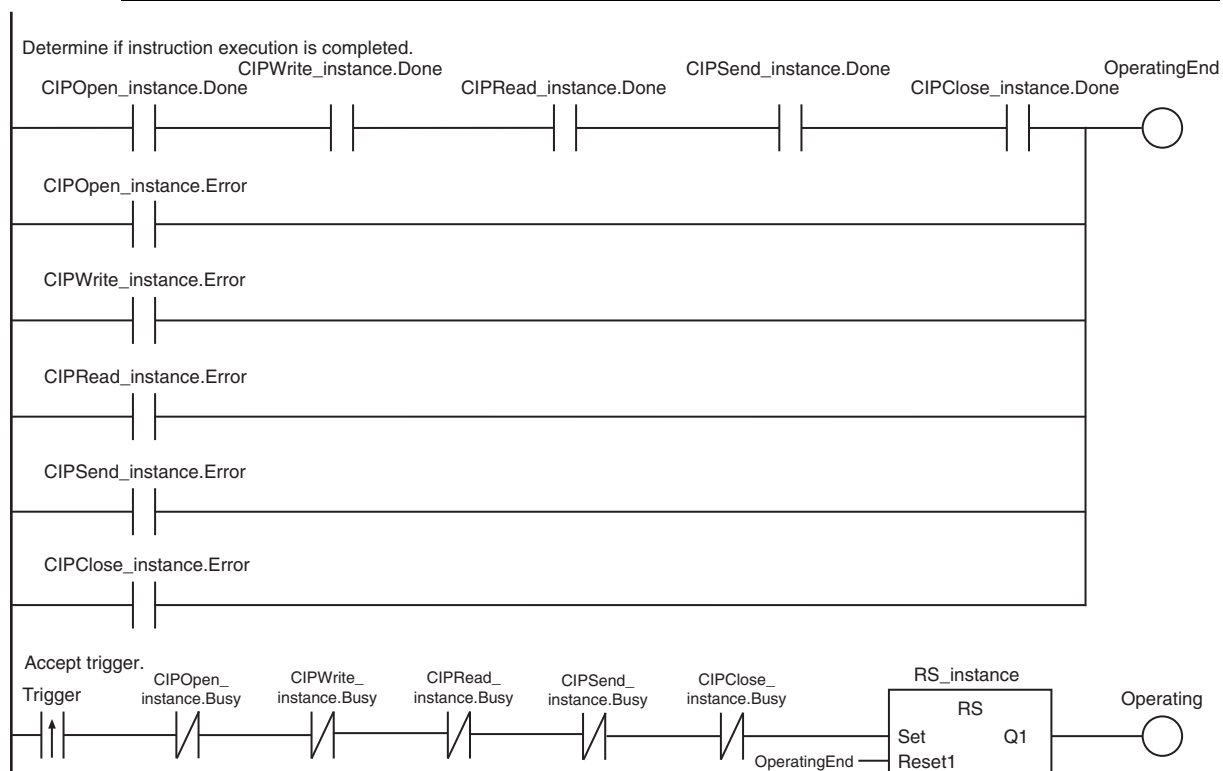 Determine if instruction execution is completed.
CIPOpen_instance.Done
CIPWrite_instance.Done
CIPRead_instance.Done
CIPSend_instance.Done
CIPClose_instance.Done
OperatingEnd
CIPOpen_instance.Error
CIPWrite_instance.Error
CIPRead_instance.Error
CIPSend_instance.Error
CIPClose_instance.Error
Accept trigger.
Trigger
CIPOpen_
instance.Busy
CIPWrite_
instance.Busy
CIPRead_
instance.Busy
CIPSend_
instance.Busy
CIPClose_
instance.Busy
RS_instance
RS
Set Q1
OperatingEnd
Reset1
Operating